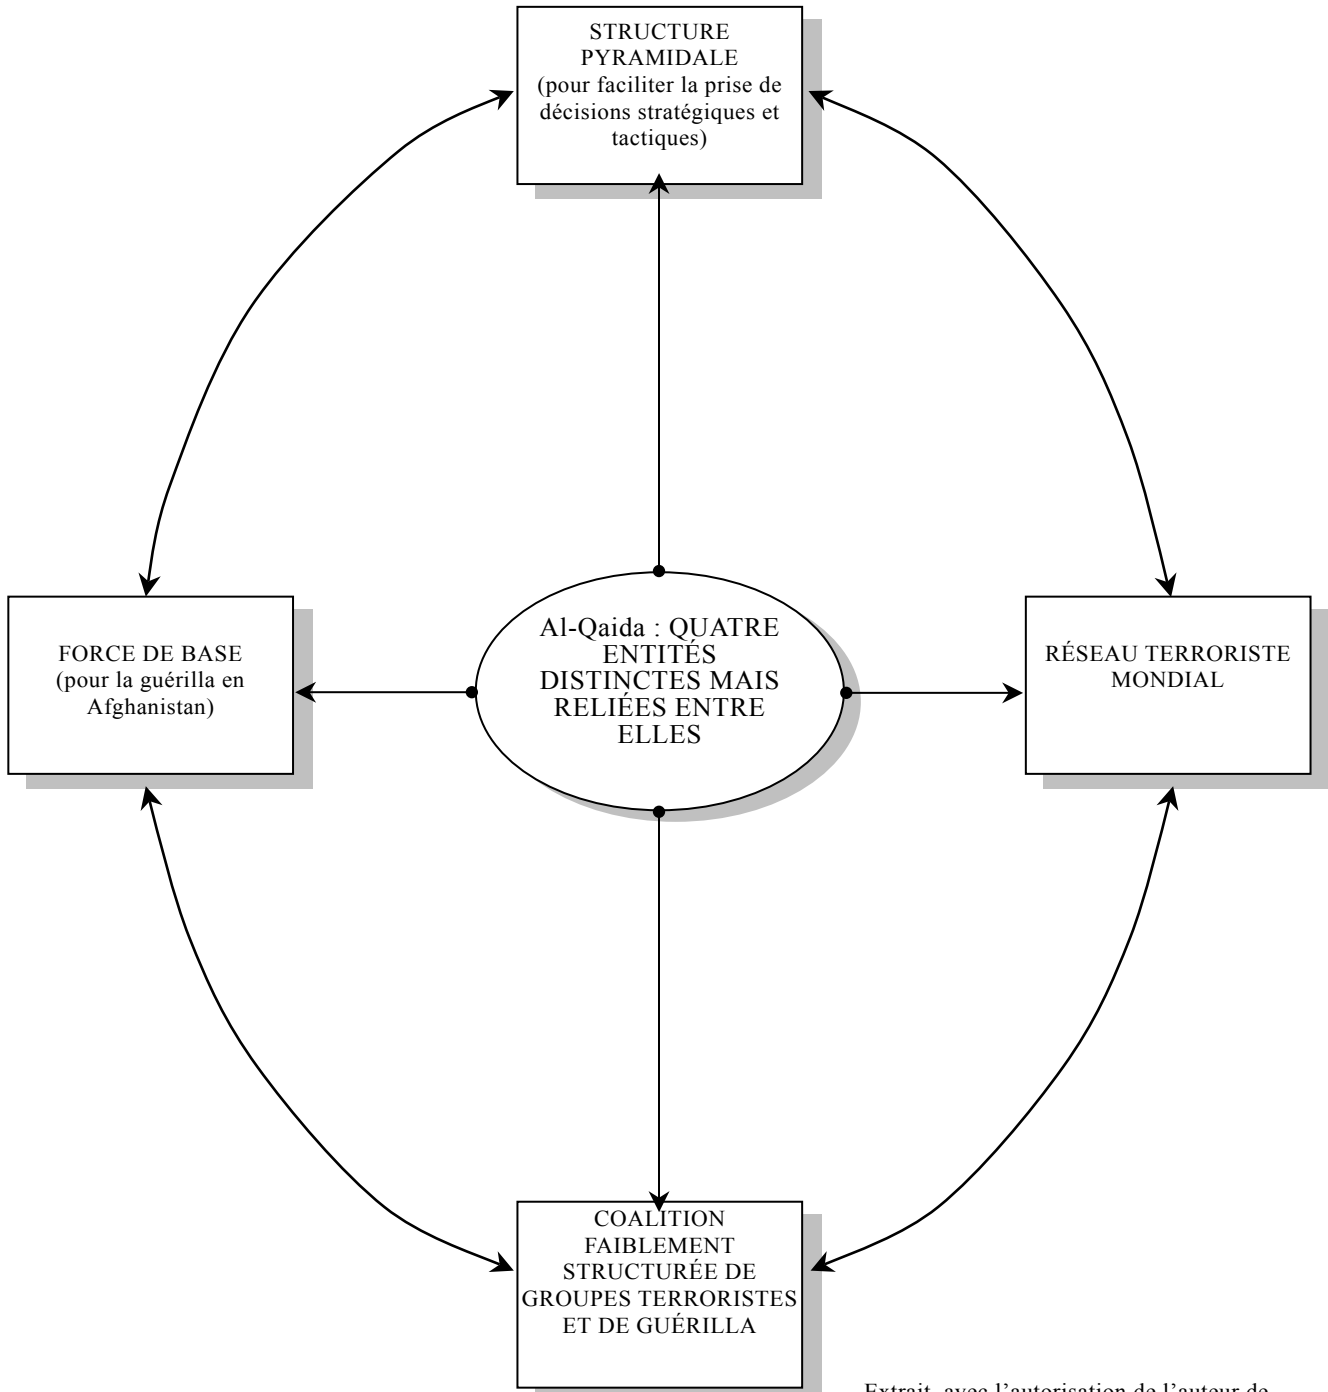 STRUCTURE
PYRAMIDALE
(pour faciliter la prise de
décisions stratégiques et
tactiques)
FORCE DE BASE
(pour la guérilla en
Afghanistan)
Al-Qaida : QUATRE
ENTITÉS
DISTINCTES MAIS
RELIÉES ENTRE
ELLES
RÉSEAU TERRORISTE
MONDIAL
COALITION
FAIBLEMENT
STRUCTURÉE DE
GROUPES TERRORISTES
ET DE GUÉRILLA
Extrait, avec l'autorisation de l'auteur de